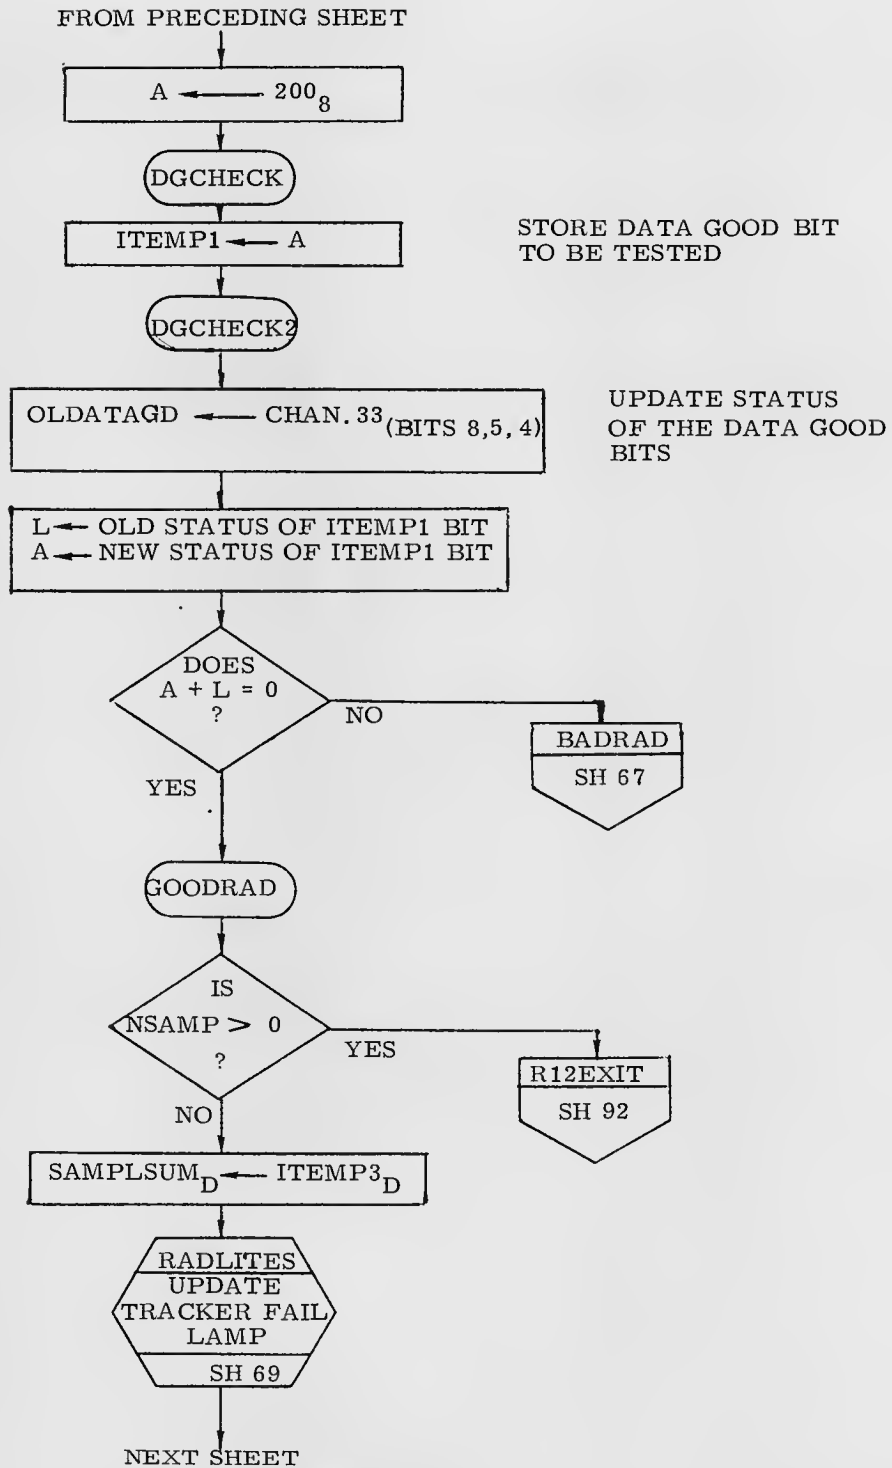 FROM PRECEDING SHEET
A ← 200₈
DGCHECK
ITEMP1 ← A
STORE DATA GOOD BIT
TO BE TESTED
DGCHECK2
OLDATAGD ← CHAN. 33(BITS 8,5,4)
UPDATE STATUS
OF THE DATA GOOD
BITS
L ← OLD STATUS OF ITEMP1 BIT
A ← NEW STATUS OF ITEMP1 BIT
DOES
A + L = 0
?
NO
BADRAD
SH 67
YES
GOODRAD
IS
NSAMP > 0
?
YES
R12EXIT
SH 92
NO
SAMPLSUM_D ← ITEMP3_D
RADLITES
UPDATE
TRACKER FAIL
LAMP
SH 69
NEXT SHEET